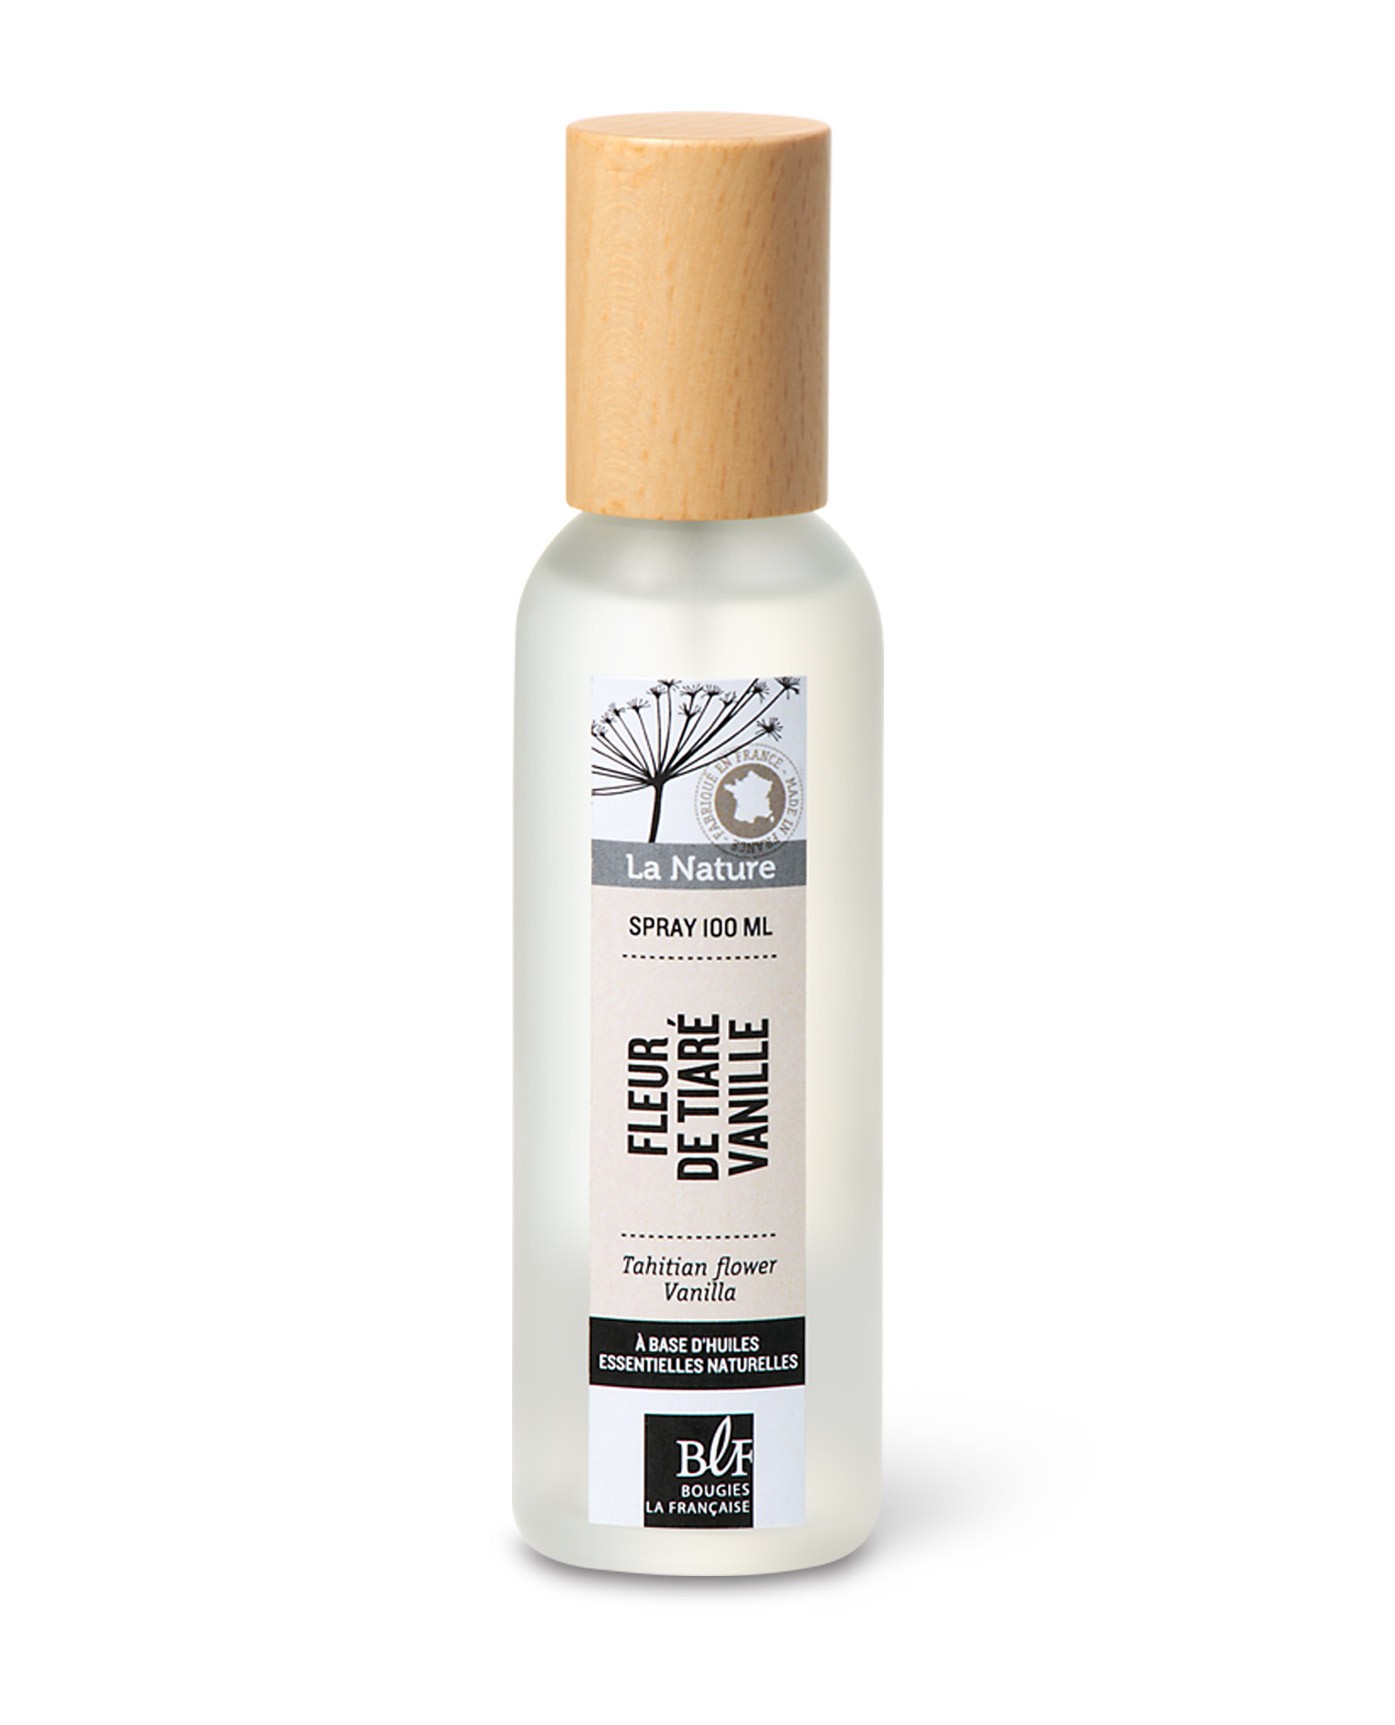 FABRIQUÉ EN FRANCE - MADE IN FRANCE -
La Nature
SPRAY 100 ML
FLEUR
DE TIARÉ
VANILLE
Tahitian flower
Vanilla
À BASE D'HUILES
ESSENTIELLES NATURELLES
BLF
BOUGIES
LA FRANÇAISE